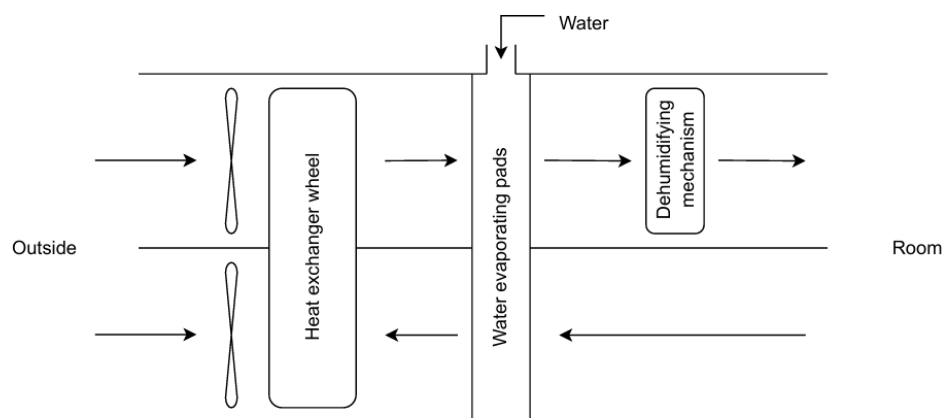 Water
Heat exchanger wheel
Water evaporating pads
Dehumidifying
mechanism
Outside
Room